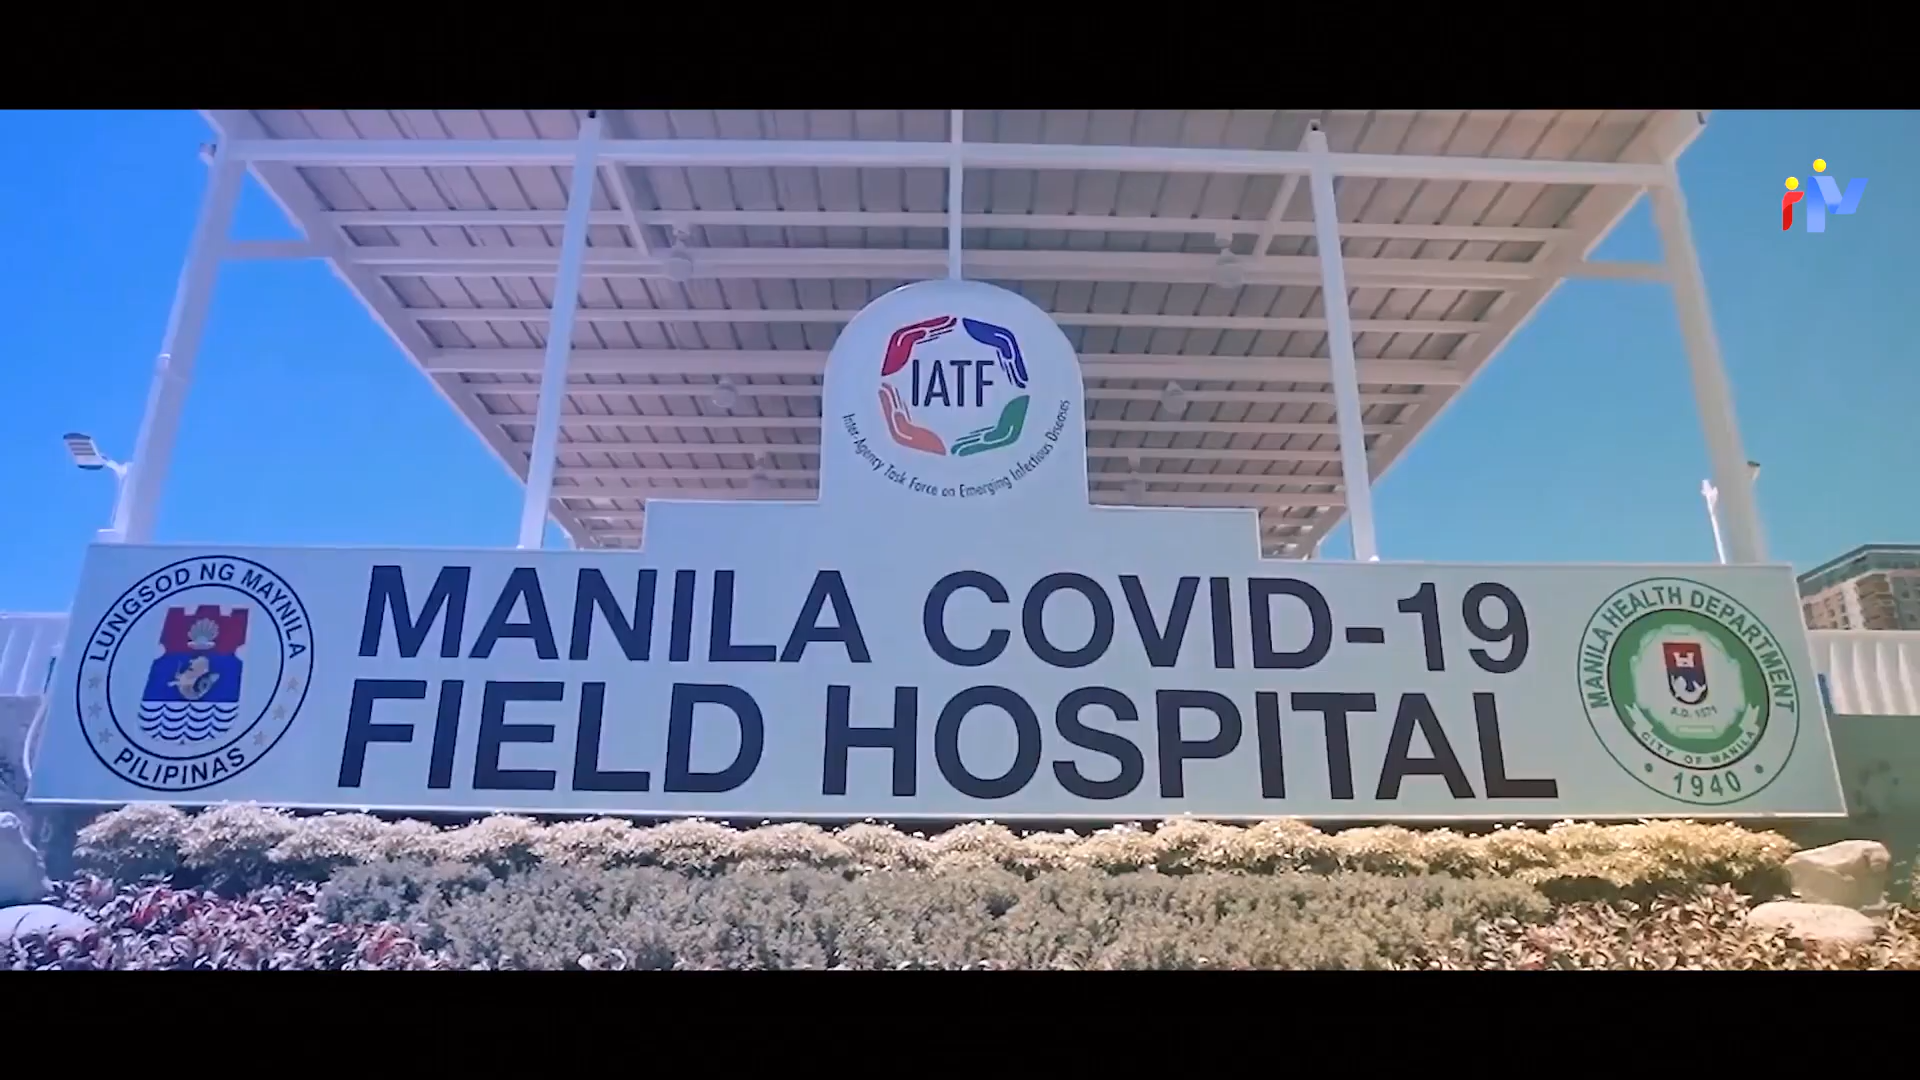 IATF
Inter-Agency Task Force on Emerging Infectious Diseases
LUNGSOD NG MAYNILA
PILIPINAS
MANILA COVID-19
FIELD HOSPITAL
MANILA HEALTH DEPARTMENT
A.D. 1571
CITY OF MANILA
1940